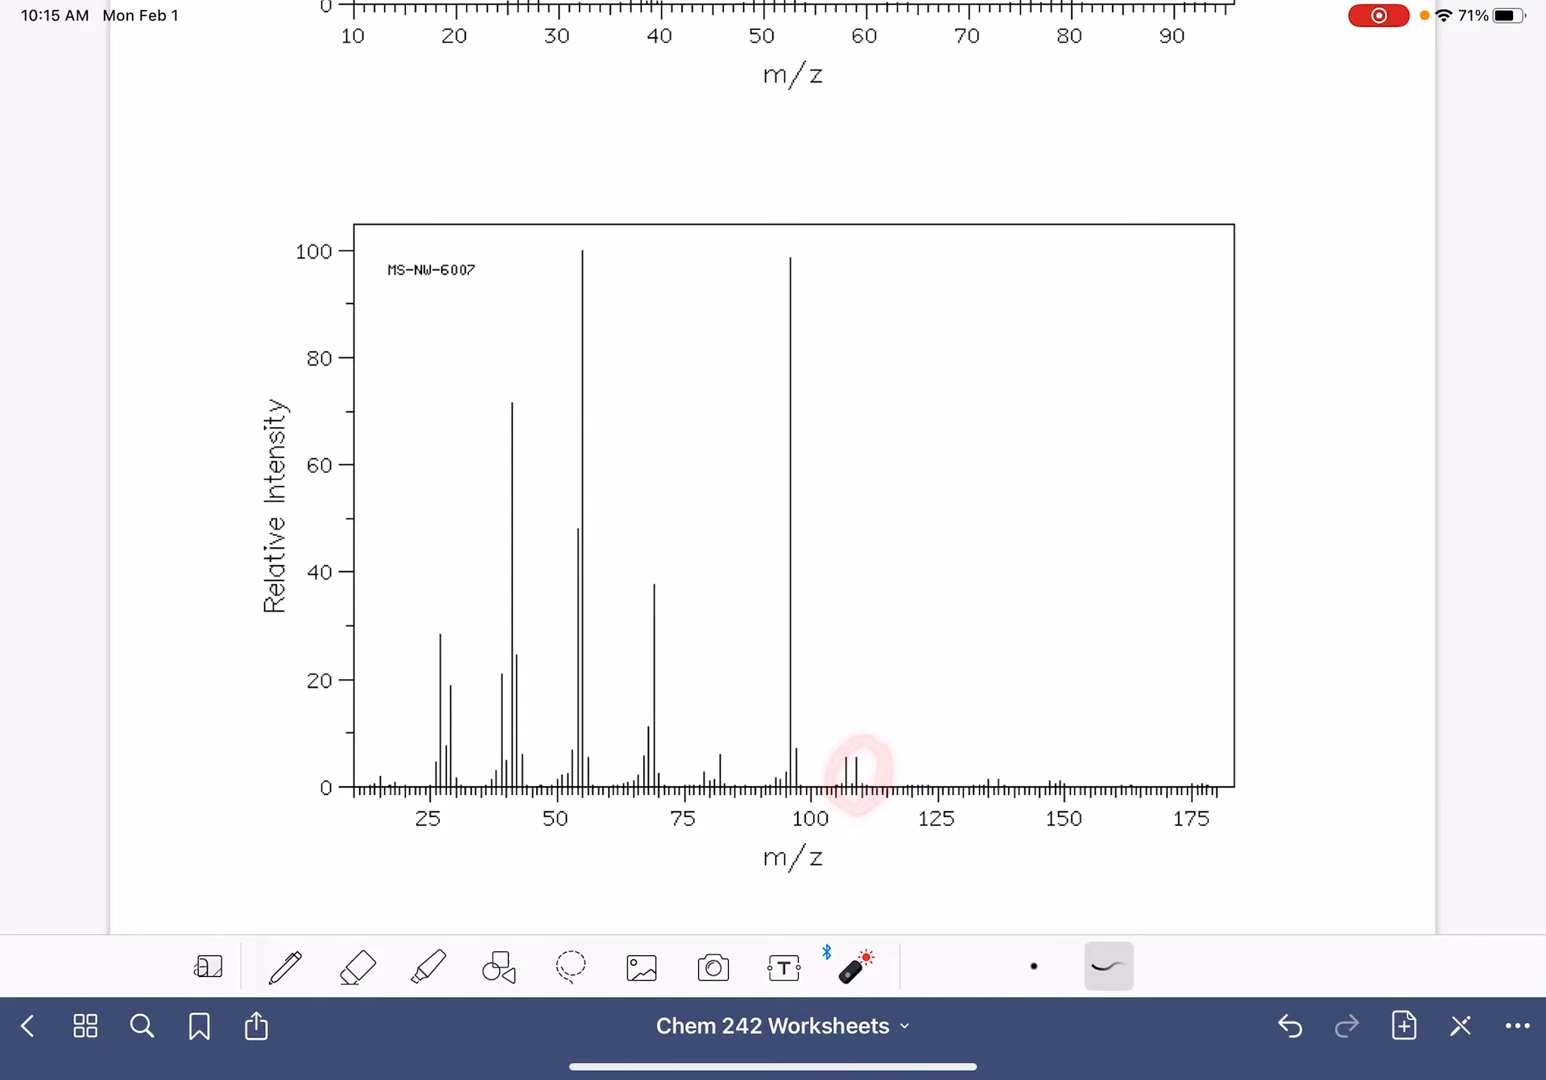 10:15 AM Mon Feb 1
71%
0
10 20 30 40 50 60 70 80 90
m/z
100
MS-NW-6007
80
60
40
20
0
Relative Intensity
25 50 75 100 125 150 175
m/z
T
Chem 242 Worksheets